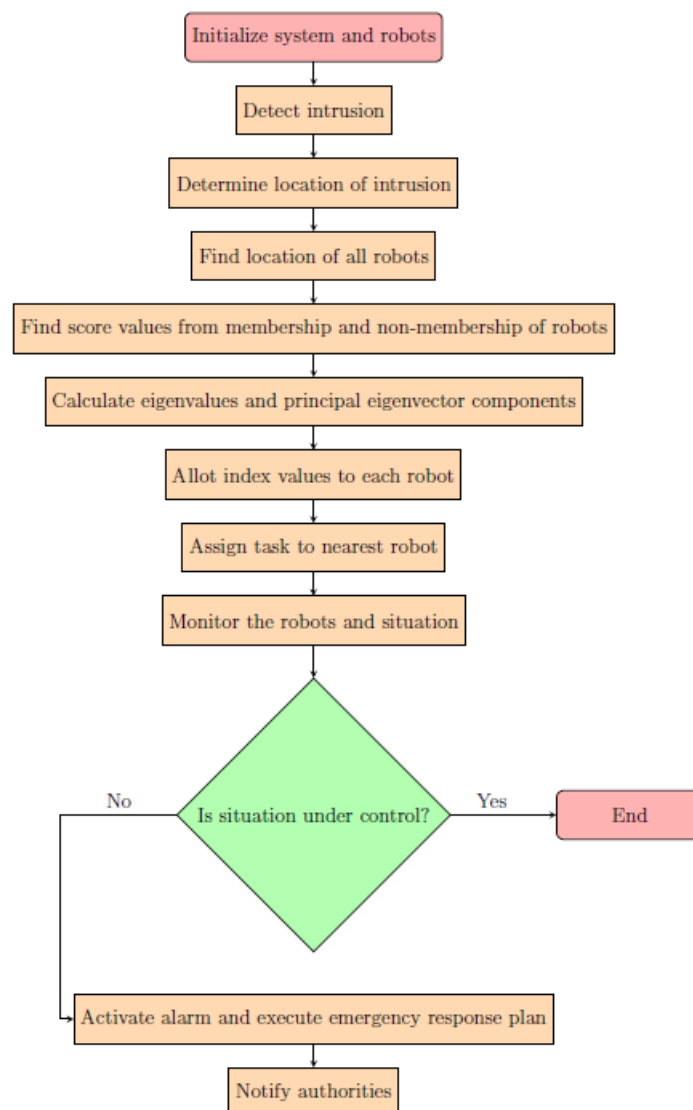 Initialize system and robots
Detect intrusion
Determine location of intrusion
Find location of all robots
Find score values from membership and non-membership of robots
Calculate eigenvalues and principal eigenvector components
Allot index values to each robot
Assign task to nearest robot
Monitor the robots and situation
No
Is situation under control?
Yes
End
Activate alarm and execute emergency response plan
Notify authorities